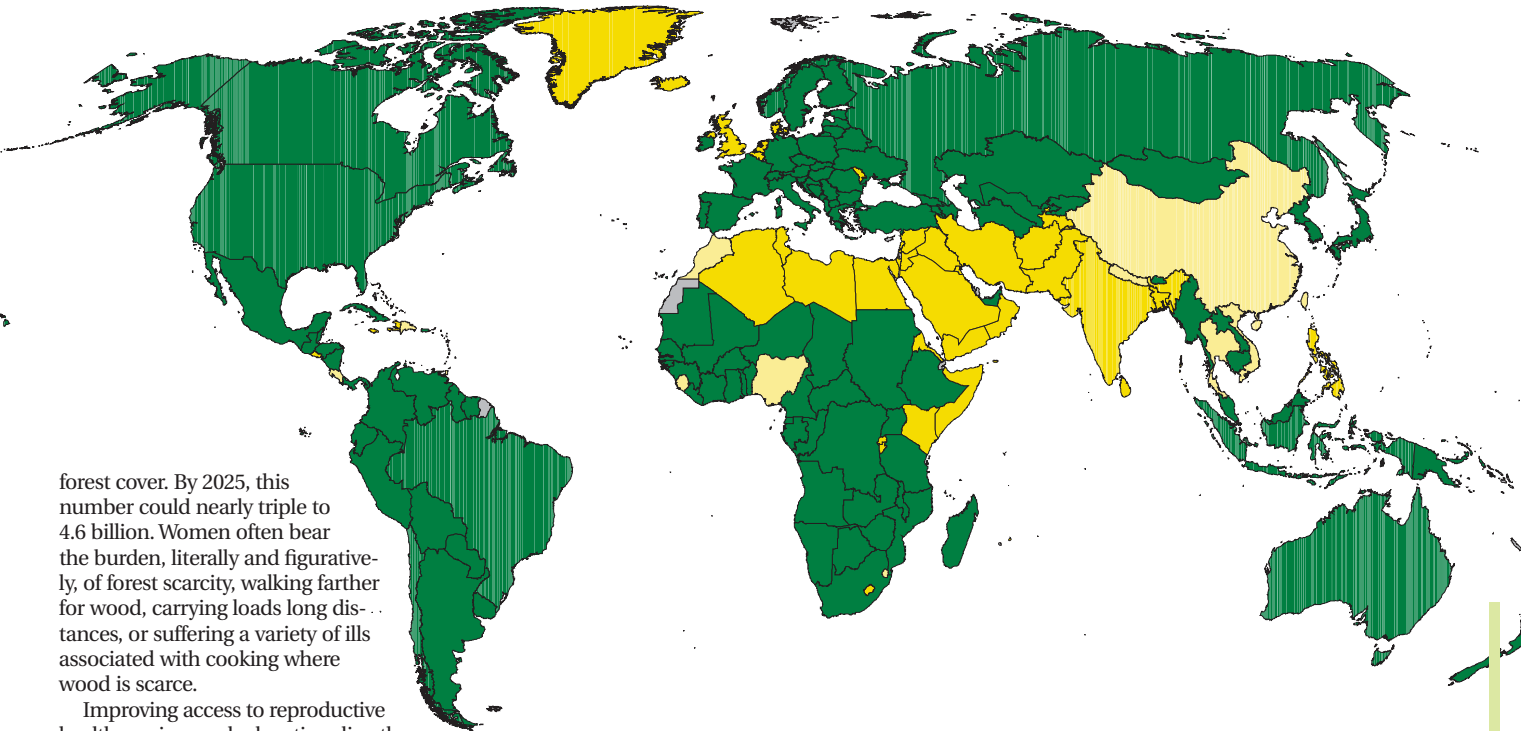 forest cover. By 2025, this
number could nearly triple to
4.6 billion. Women often bear
the burden, literally and figurative-
ly, of forest scarcity, walking farther
for wood, carrying loads long dis-
tances, or suffering a variety of ills
associated with cooking where
wood is scarce.
Improving access to reproductive